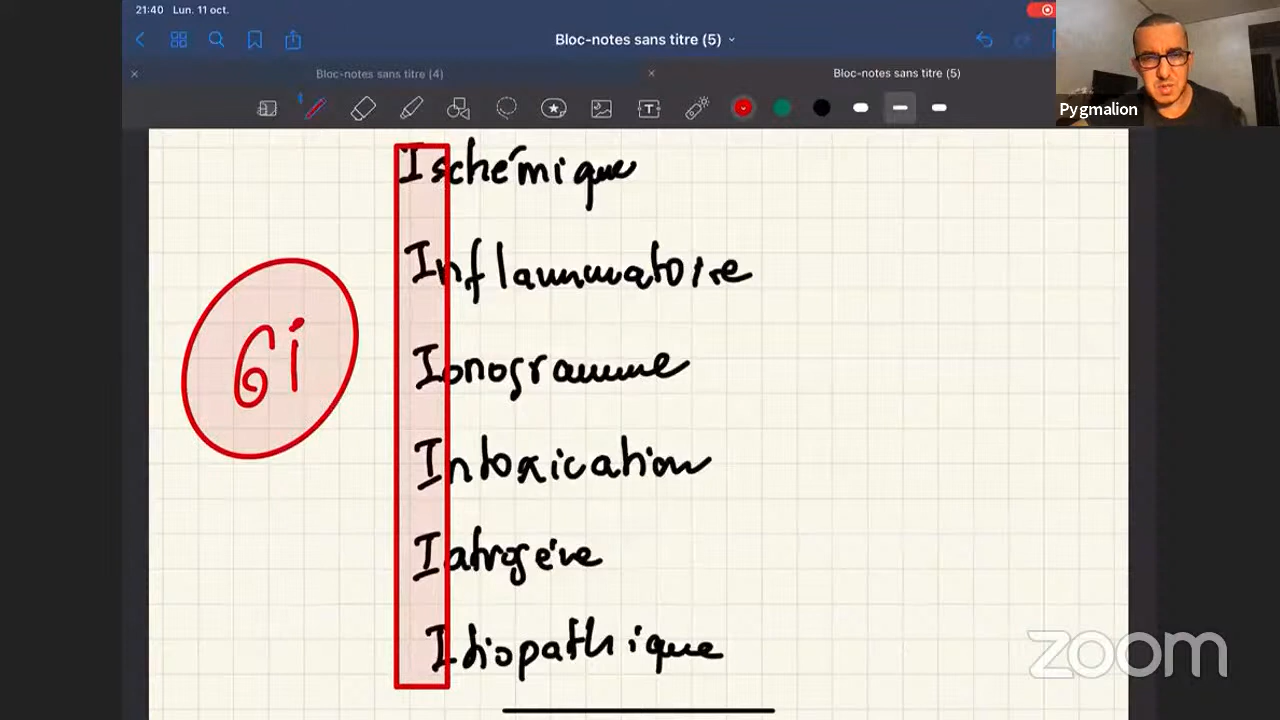 21:40 Lun. 11 oct.
Bloc-notes sans titre (5)
Bloc-notes sans titre (4)
Bloc-notes sans titre (5)
Pygmalion
Ischémique
Inflammatoire
6i
Ionogramme
Intoxication
Iatrogène
Idiopathique
zoom